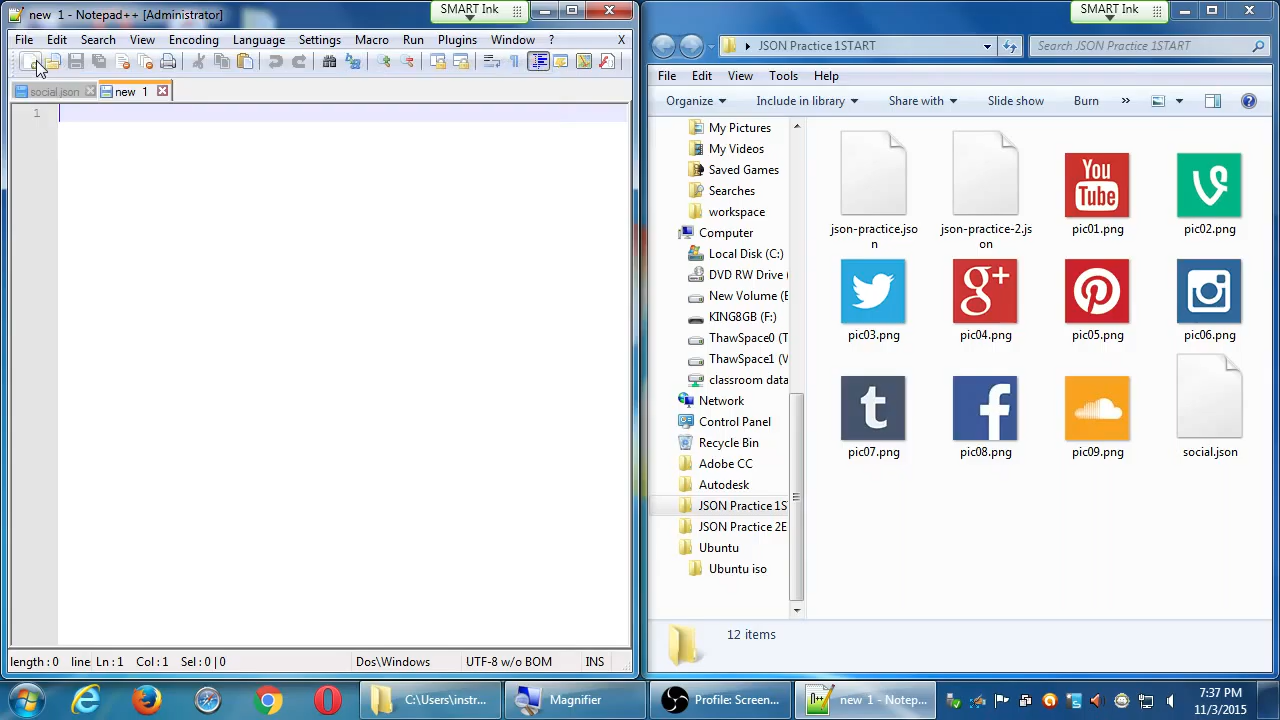 new 1 - Notepad++ [Administrator]
SMART Ink
File Edit Search View Encoding Language Settings Macro Run Plugins Window ? X
social.json
new 1
1
length : 0 line Ln : 1 Col : 1 Sel : 0 | 0 Dos\Windows UTF-8 w/o BOM INS
SMART Ink
JSON Practice 1START
Search JSON Practice 1START
File Edit View Tools Help
Organize Include in library Share with Slide show Burn »
My Pictures
My Videos
Saved Games
Searches
workspace
Computer
Local Disk (C:)
DVD RW Drive (
New Volume (E
KING8GB (F:)
ThawSpace0 (T
ThawSpace1 (V
classroom data
Network
Control Panel
Recycle Bin
Adobe CC
Autodesk
JSON Practice 1S
JSON Practice 2E
Ubuntu
Ubuntu iso
json-practice.jso
n
json-practice-2.js
on
You
Tube
pic01.png
pic02.png
pic03.png
g+
pic04.png
pic05.png
pic06.png
t
pic07.png
f
pic08.png
pic09.png
social.json
12 items
C:\Users\instr...
Magnifier
Profile: Screen...
new 1 - Notep...
7:37 PM
11/3/2015